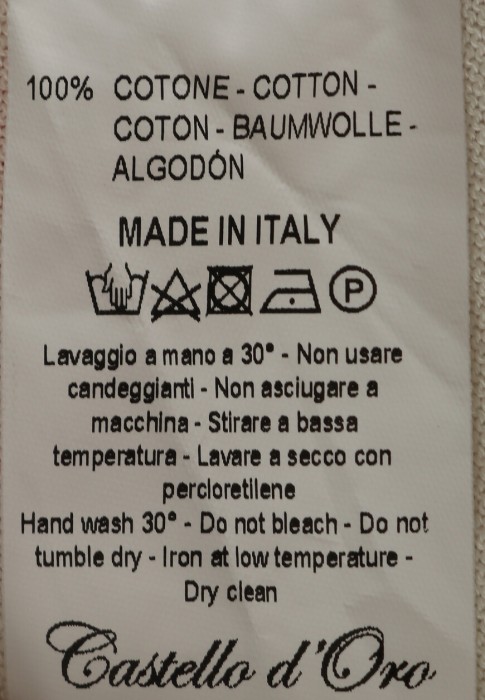 100% COTONE - COTTON -
COTON - BAUMWOLLE -
ALGODÓN
MADE IN ITALY
P
Lavaggio a mano a 30° - Non usare
candeggianti - Non asciugare a
macchina - Stirare a bassa
temperatura - Lavare a secco con
percloretilene
Hand wash 30° - Do not bleach - Do not
tumble dry - Iron at low temperature -
Dry clean
Castello d'Oro